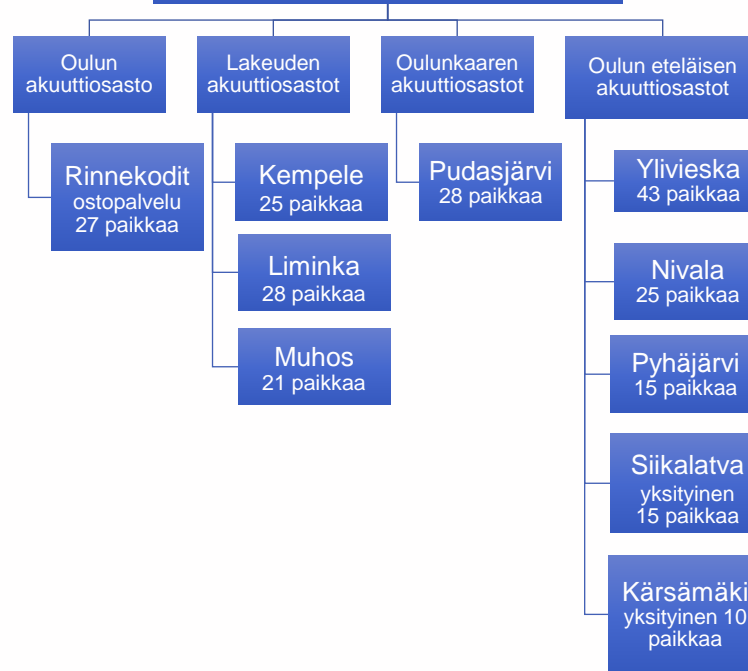 Oulun
akuuttiosasto
Rinnekodit
ostopalvelu
27 paikkaa
Lakeuden
akuuttiosastot
Kempele
25 paikkaa
Liminka
28 paikkaa
Muhos
21 paikkaa
Oulunkaaren
akuuttiosastot
Pudasjärvi
28 paikkaa
Oulun eteläisen
akuuttiosastot
Ylivieska
43 paikkaa
Nivala
25 paikkaa
Pyhäjärvi
15 paikkaa
Siikalatva
yksityinen
15 paikkaa
Kärsämäki
yksityinen 10
paikkaa